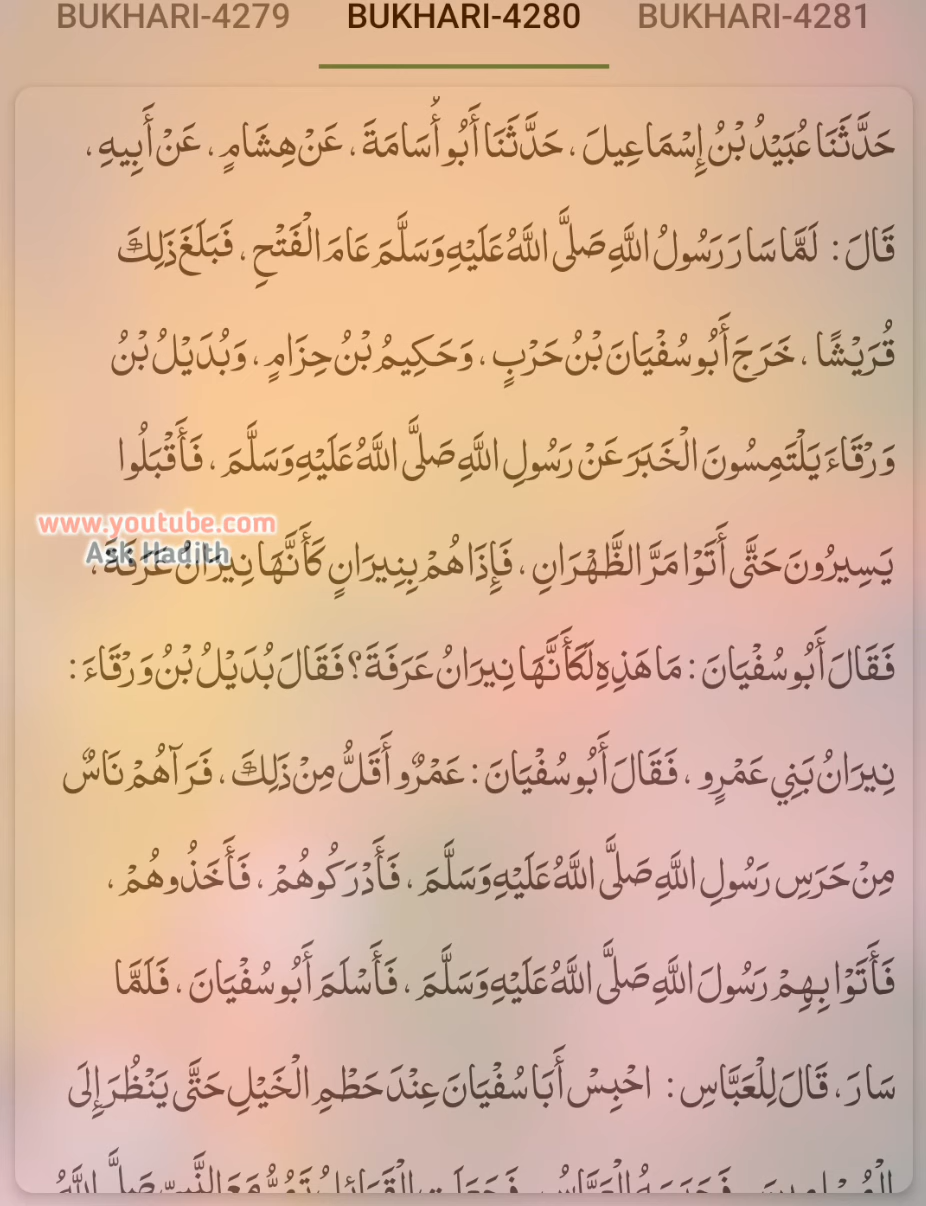 BUKHARI-4279 BUKHARI-4280 BUKHARI-4281
حَدَّثَنَا عُبَيْدُ بْنُ إِسْمَاعِيلَ ، حَدَّثَنَا أَبُو أُسَامَةَ ، عَنْ هِشَامٍ ، عَنْ أَبِيهِ ،
قَالَ : لَمَّا سَارَ رَسُولُ اللَّهِ صَلَّى اللَّهُ عَلَيْهِ وَسَلَّمَ عَامَ الْفَتْحِ ، فَبَلَغَ ذَلِكَ
قُرَيْشًا ، خَرَجَ أَبُو سُفْيَانَ بْنُ حَرْبٍ ، وَحَكِيمُ بْنُ حِزَامٍ ، وَبُدَيْلُ بْنُ
وَرْقَاءَ يَلْتَمِسُونَ الْخَبَرَ عَنْ رَسُولِ اللَّهِ صَلَّى اللَّهُ عَلَيْهِ وَسَلَّمَ ، فَأَقْبَلُوا
www.youtube.com
Ask Hadith
يَسِيرُونَ حَتَّى أَتَوْا مَرَّ الظَّهْرَانِ ، فَإِذَا هُمْ بِنِيرَانٍ كَأَنَّهَا نِيرَانُ عَرَفَةَ ،
فَقَالَ أَبُو سُفْيَانَ : مَا هَذِهِ لَكَأَنَّهَا نِيرَانُ عَرَفَةَ ؟ فَقَالَ بُدَيْلُ بْنُ وَرْقَاءَ :
نِيرَانُ بَنِي عَمْرٍو ، فَقَالَ أَبُو سُفْيَانَ : عَمْرٌو أَقَلُّ مِنْ ذَلِكَ ، فَرَآهُمْ نَاسٌ
مِنْ حَرَسِ رَسُولِ اللَّهِ صَلَّى اللَّهُ عَلَيْهِ وَسَلَّمَ ، فَأَدْرَكُوهُمْ ، فَأَخَذُوهُمْ ،
فَأَتَوْا بِهِمْ رَسُولَ اللَّهِ صَلَّى اللَّهُ عَلَيْهِ وَسَلَّمَ ، فَأَسْلَمَ أَبُو سُفْيَانَ ، فَلَمَّا
سَارَ ، قَالَ لِلْعَبَّاسِ : احْبِسْ أَبَا سُفْيَانَ عِنْدَ حَطْمِ الْخَيْلِ حَتَّى يَنْظُرَ إِلَى